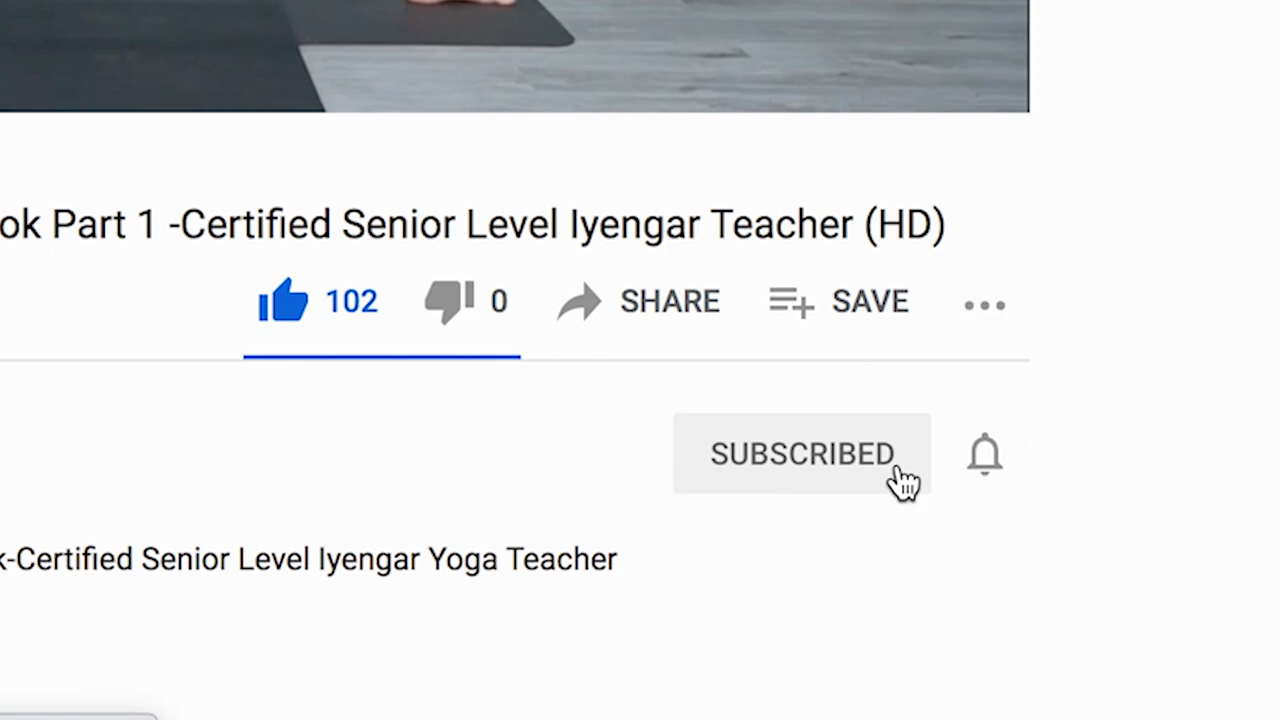 ok Part 1 -Certified Senior Level Iyengar Teacher (HD)
102 0 SHARE SAVE
SUBSCRIBED
k-Certified Senior Level Iyengar Yoga Teacher